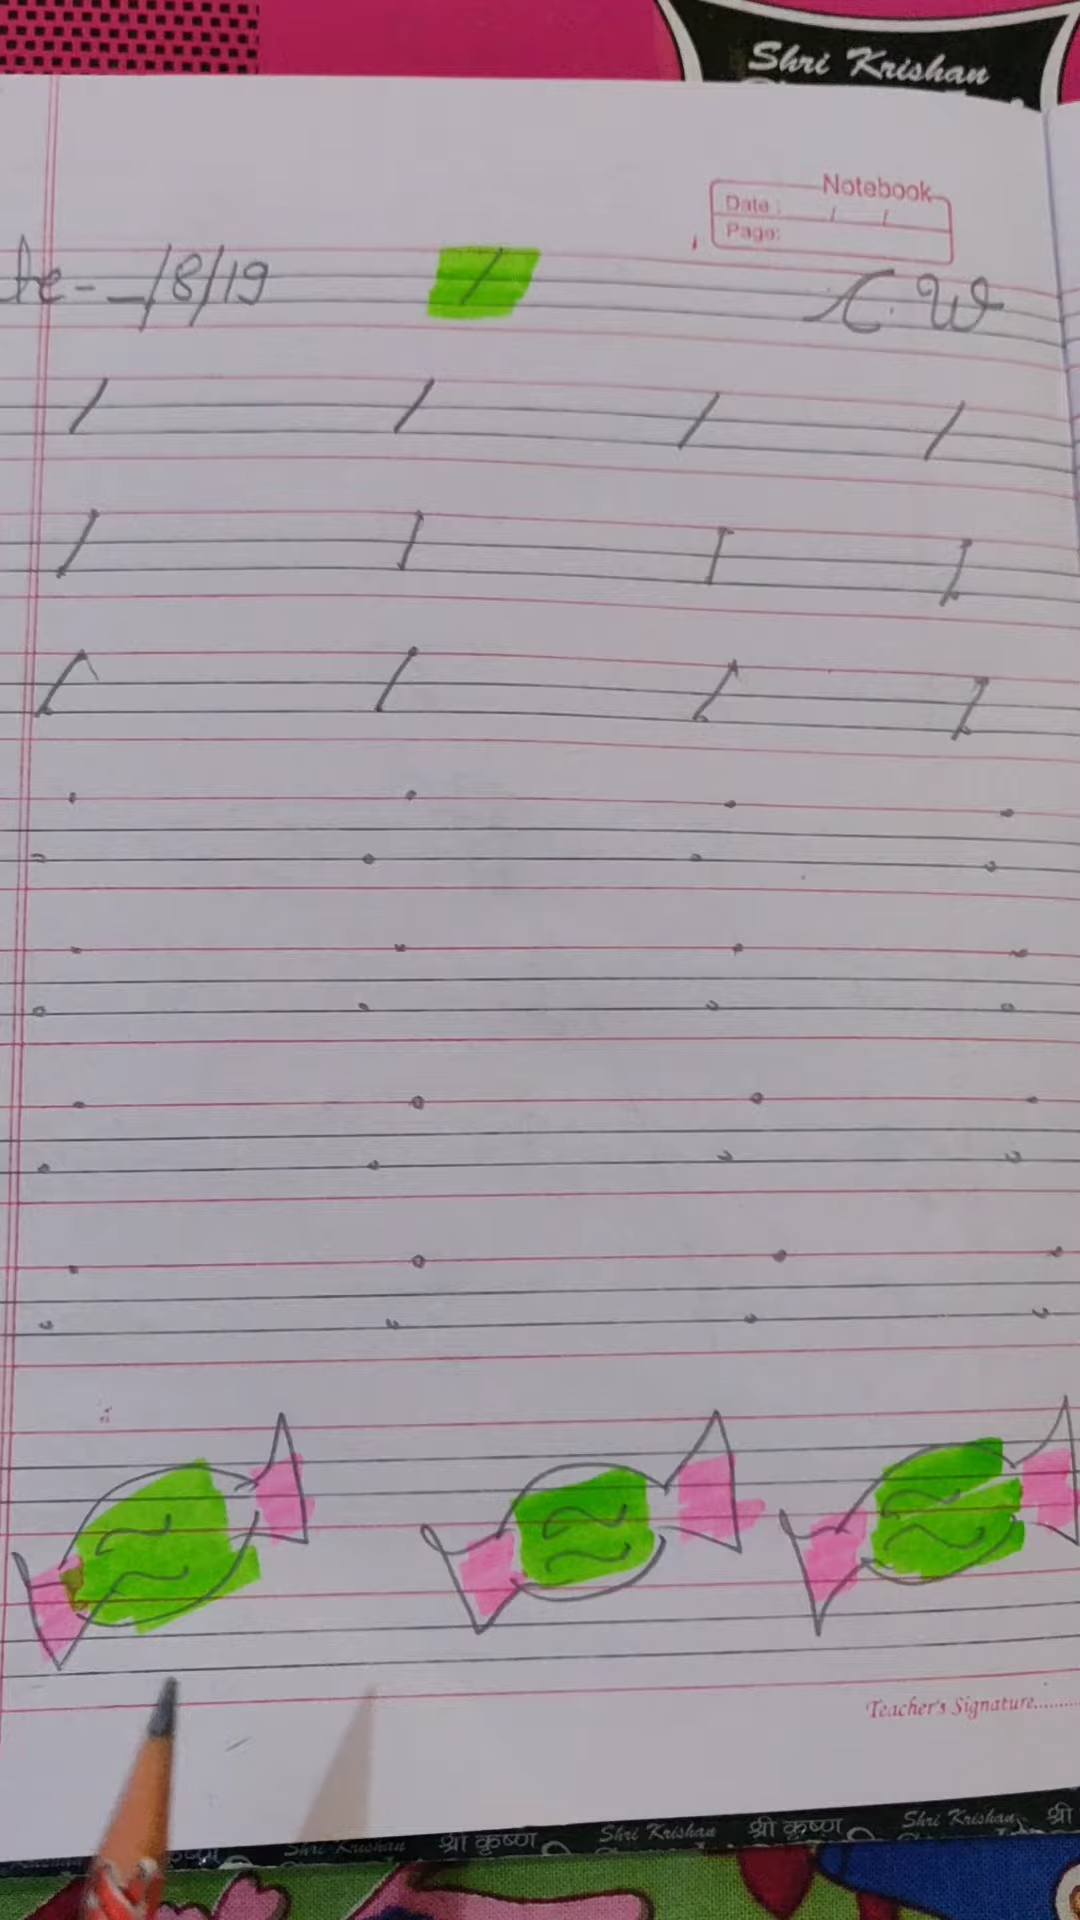 Shri Krishan
Notebook
Date : / /
Page:
te - _/8/19 / C.W
/ / / /
/ / / /
/ / / /
Teacher's Signature..........
Shri Krishan श्री कृष्ण Shri Krishan श्री कृष्ण Shri Krishan श्री